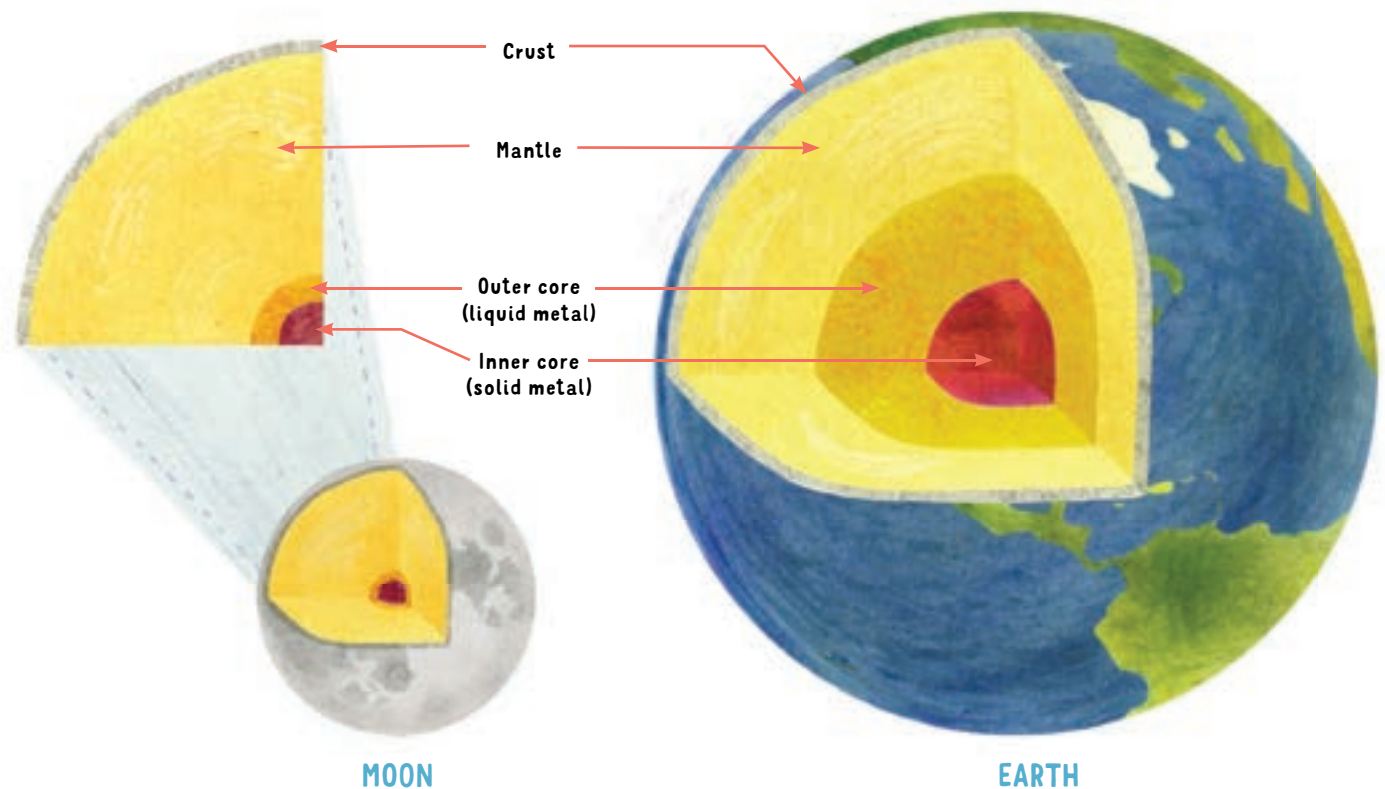 Crust
Mantle
Outer core
(liquid metal)
Inner core
(solid metal)
MOON
EARTH